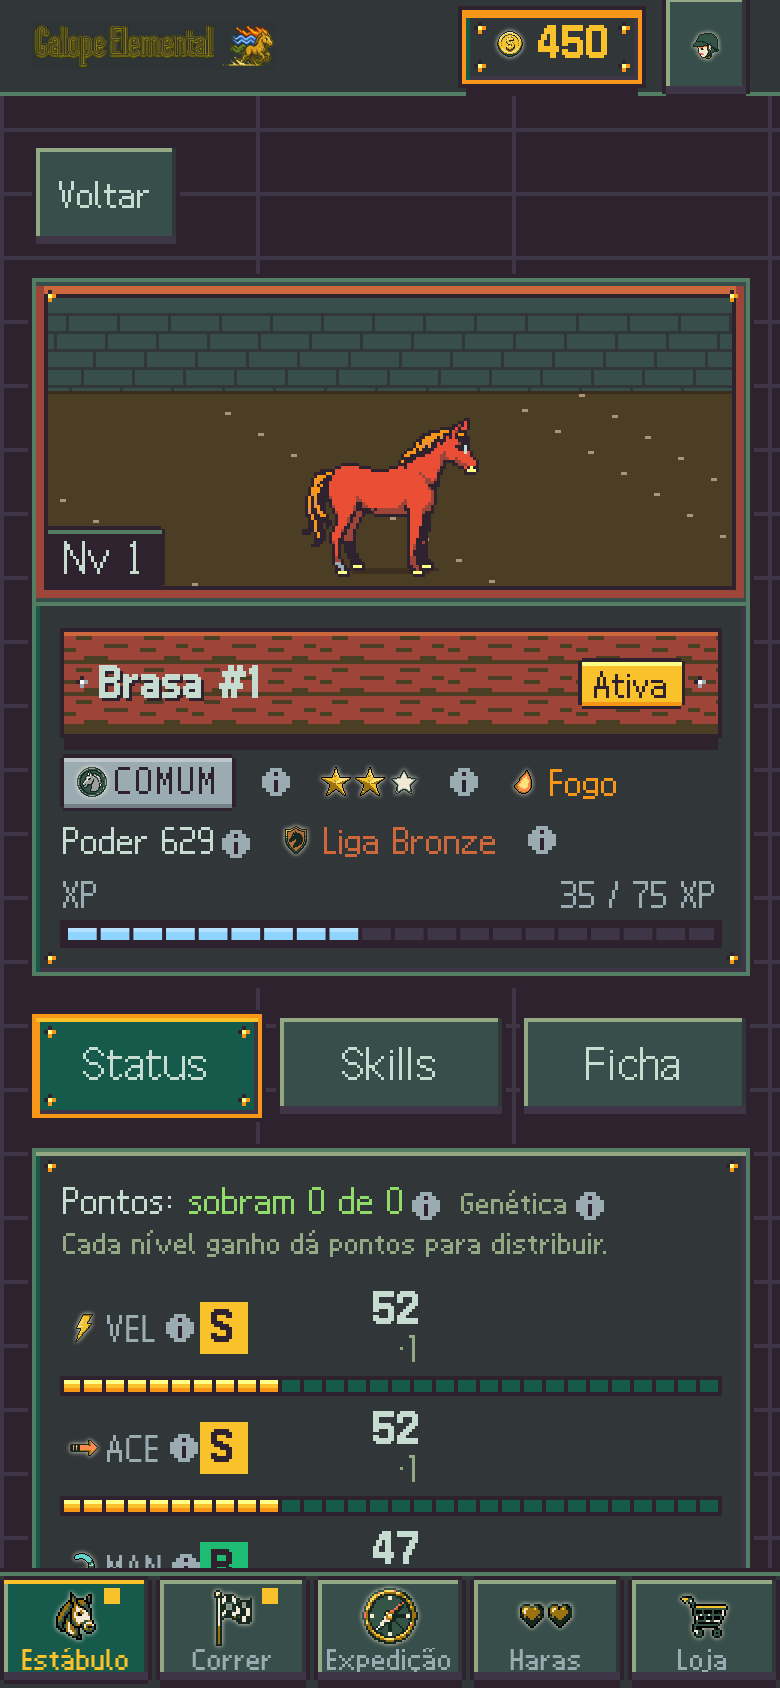 Galope Elemental
450
Voltar
Nv 1
Brasa #1
Ativa
COMUM
Fogo
Poder 629
Liga Bronze
XP
35 / 75 XP
Status
Skills
Ficha
Pontos: sobram 0 de 0
Genética
Cada nível ganho dá pontos para distribuir.
VEL
S
52
·1
ACE
S
52
·1
MAN
47
Estábulo
Correr
Expedição
Haras
Loja